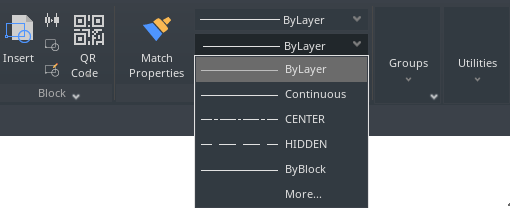 ByLayer
ByLayer
Insert
QR
Code
Match
Properties
Block
ByLayer
Continuous
CENTER
HIDDEN
ByBlock
More...
Groups
Utilities